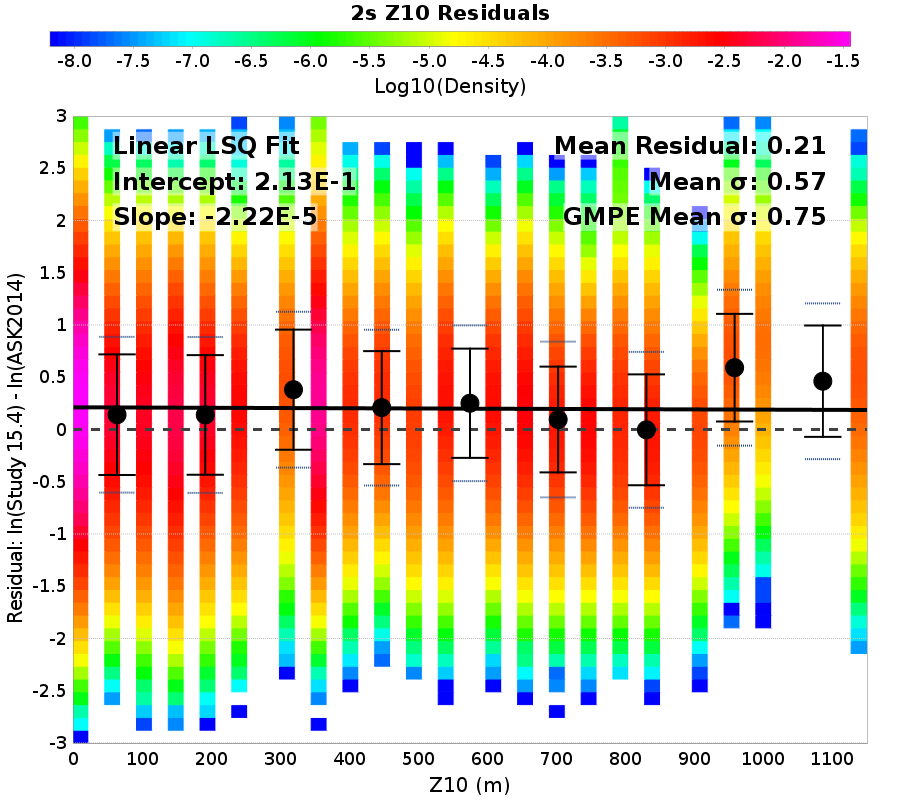 2s Z10 Residuals
-8.0 -7.5 -7.0 -6.5 -6.0 -5.5 -5.0 -4.5 -4.0 -3.5 -3.0 -2.5 -2.0 -1.5
Log10(Density)
Linear LSQ Fit
Intercept: 2.13E-1
Slope: -2.22E-5
Mean Residual: 0.21
Mean σ: 0.57
GMPE Mean σ: 0.75
Residual: ln(Study 15.4) - ln(ASK2014)
3
2.5
2
1.5
1
0.5
0
-0.5
-1
-1.5
-2
-2.5
-3
0 100 200 300 400 500 600 700 800 900 1000 1100
Z10 (m)